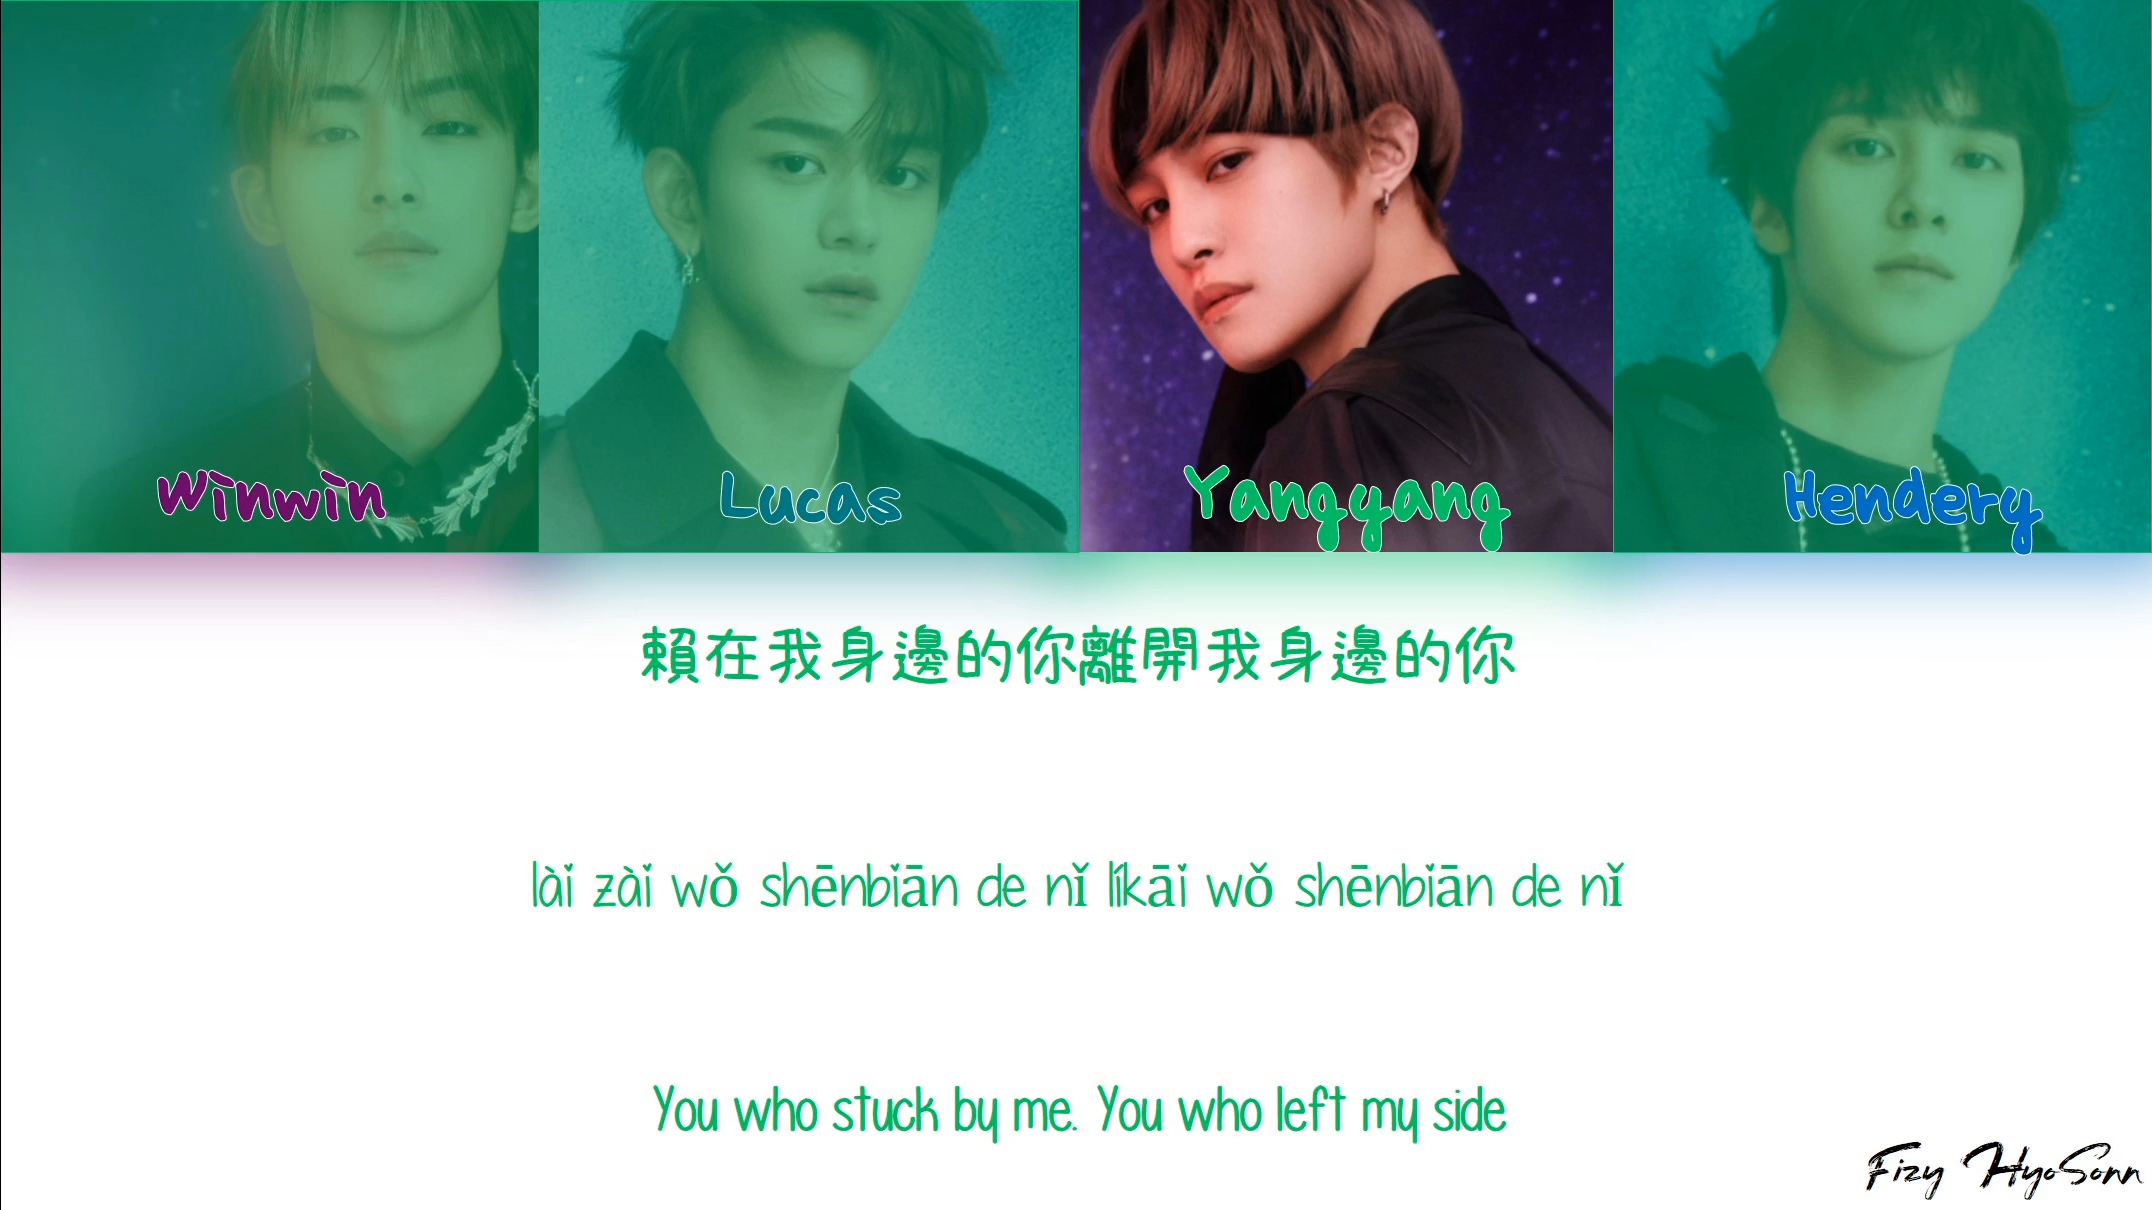 Winwin Lucas Yangyang Hendery
賴在我身邊的你離開我身邊的你
lài zài wǒ shēnbiān de nǐ líkāi wǒ shēnbiān de nǐ
You who stuck by me. You who left my side
Fizy HyoSonn